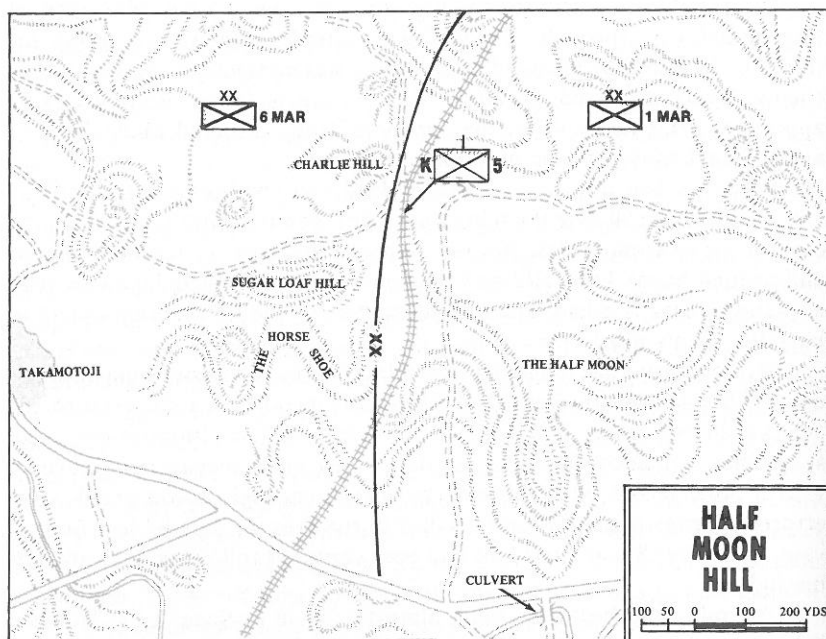 XX
6 MAR
XX
1 MAR
CHARLIE HILL
K 5
SUGAR LOAF HILL
THE HORSE SHOE
XX
TAKAMOTOJI
THE HALF MOON
CULVERT
HALF
MOON
HILL
100 50 0 100 200 YDS